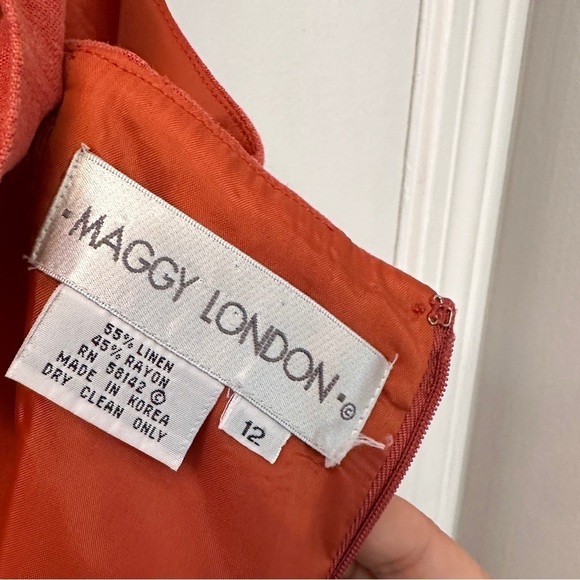 • MAGGY LONDON • ©
55% LINEN
45% RAYON
RN 58142 ©
MADE IN KOREA
DRY CLEAN ONLY
12